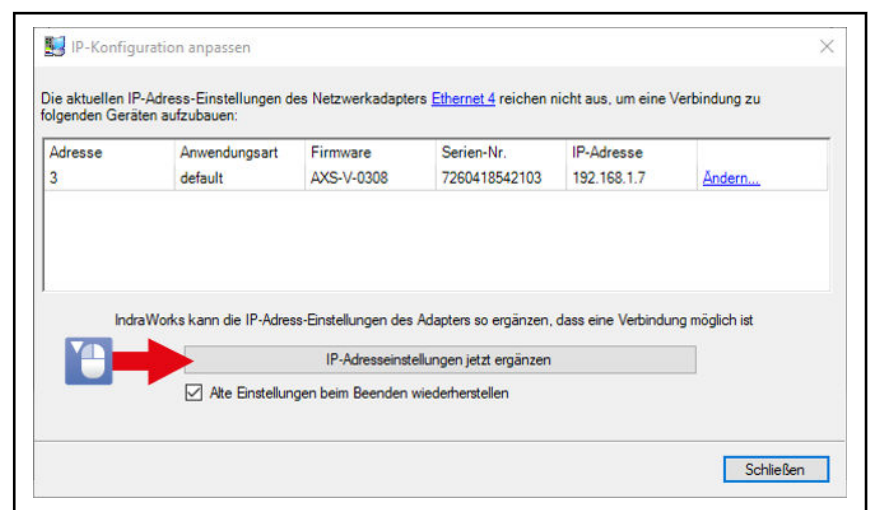 IP-Konfiguration anpassen
Die aktuellen IP-Adress-Einstellungen des Netzwerkadapters Ethernet 4 reichen nicht aus, um eine Verbindung zu
folgenden Geräten aufzubauen:
Adresse Anwendungsart Firmware Serien-Nr. IP-Adresse
3 default AXS-V-0308 7260418542103 192.168.1.7 Ändern...
IndraWorks kann die IP-Adress-Einstellungen des Adapters so ergänzen, dass eine Verbindung möglich ist
IP-Adresseinstellungen jetzt ergänzen
Alte Einstellungen beim Beenden wiederherstellen
Schließen